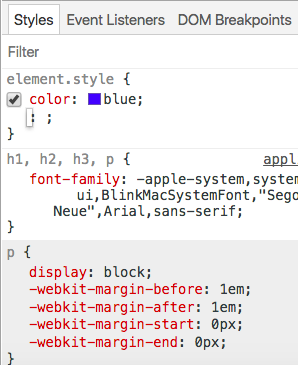 Styles Event Listeners DOM Breakpoints
Filter
element.style {
color: blue;
: ;
}
h1, h2, h3, p { appli
font-family: -apple-system,system
ui,BlinkMacSystemFont,"Sego
Neue",Arial,sans-serif;
}
p {
display: block;
-webkit-margin-before: 1em;
-webkit-margin-after: 1em;
-webkit-margin-start: 0px;
-webkit-margin-end: 0px;
}